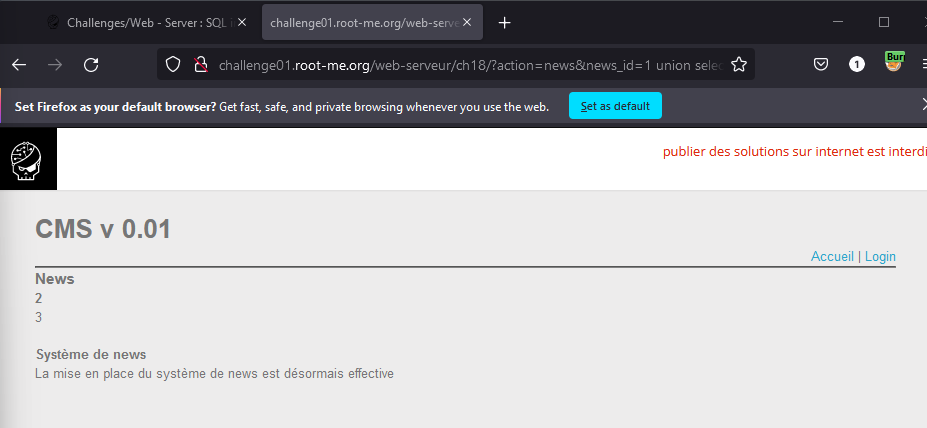 Challenges/Web - Server : SQL i
challenge01.root-me.org/web-serve
challenge01.root-me.org/web-serveur/ch18/?action=news&news_id=1 union selec
1
Bur
Set Firefox as your default browser? Get fast, safe, and private browsing whenever you use the web.
Set as default
publier des solutions sur internet est interdi
CMS v 0.01
Accueil | Login
News
2
3
Système de news
La mise en place du système de news est désormais effective